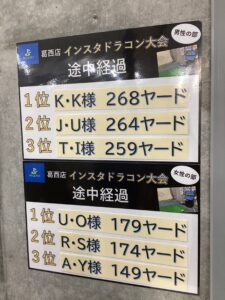 葛西店 インスタドラコン大会 男性の部
途中経過
1位 K・K様 268ヤード
2位 J・U様 264ヤード
3位 T・I様 259ヤード
葛西店 インスタドラコン大会 女性の部
途中経過
1位 U・O様 179ヤード
2位 R・S様 174ヤード
3位 A・Y様 149ヤード